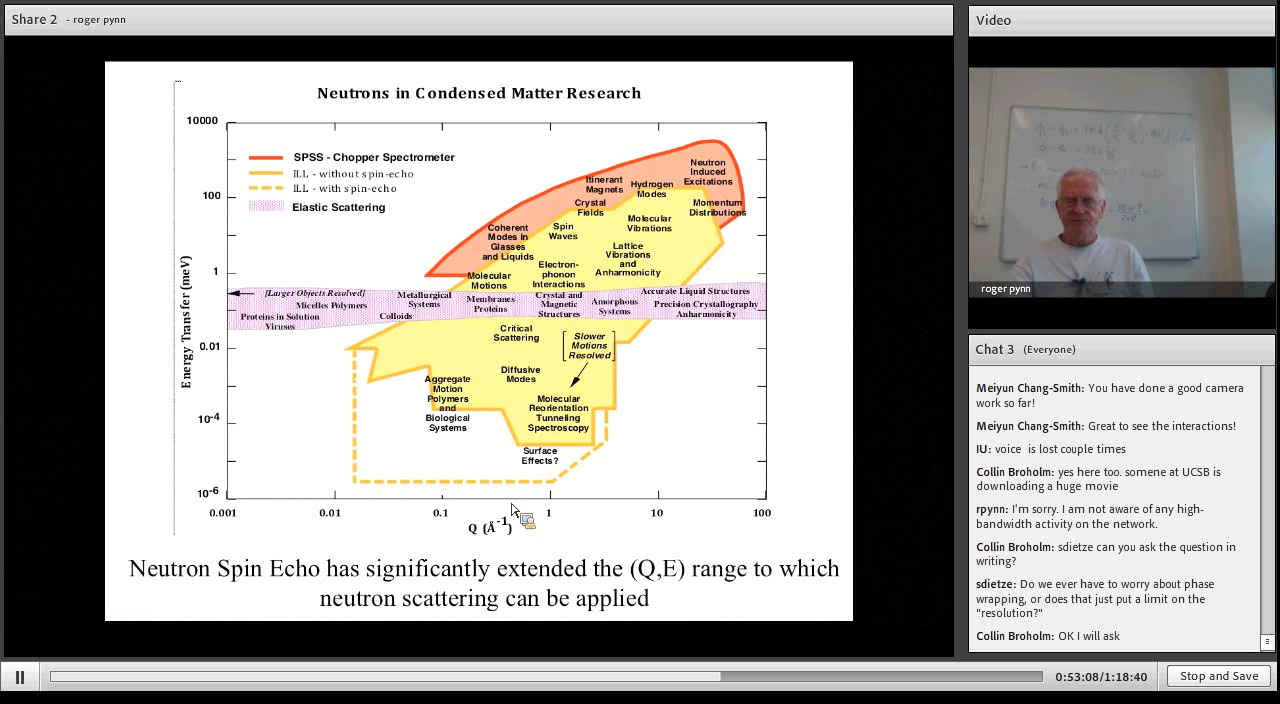 Share 2 - roger pynn
Neutrons in Condensed Matter Research
10000
100
1
0.01
10-4
10-6
Energy Transfer (meV)
SPSS - Chopper Spectrometer
ILL - without spin-echo
ILL - with spin-echo
Elastic Scattering
Neutron
Induced
Excitations
Itinerant
Magnets
Hydrogen
Modes
Crystal
Fields
Momentum
Distributions
Coherent
Modes in
Glasses
and Liquids
Spin
Waves
Molecular
Vibrations
Lattice
Vibrations
and
Anharmonicity
Molecular
Motions
Electron-
phonon
Interactions
[Larger Objects Resolved]
Micelles Polymers
Proteins in Solution
Viruses
Metallurgical
Systems
Colloids
Membranes
Proteins
Crystal and
Magnetic
Structures
Amorphous
Systems
Accurate Liquid Structures
Precision Crystallography
Anharmonicity
Critical
Scattering
Slower
Motions
Resolved
Diffusive
Modes
Aggregate
Motion
Polymers
and
Biological
Systems
Molecular
Reorientation
Tunneling
Spectroscopy
Surface
Effects?
0.001 0.01 0.1 1 10 100
Q (Å-1)
Neutron Spin Echo has significantly extended the (Q,E) range to which
neutron scattering can be applied
Video
roger pynn
Chat 3 (Everyone)
Meiyun Chang-Smith: You have done a good camera
work so far!
Meiyun Chang-Smith: Great to see the interactions!
IU: voice is lost couple times
Collin Broholm: yes here too. somene at UCSB is
downloading a huge movie
rpynn: I'm sorry. I am not aware of any high-
bandwidth activity on the network.
Collin Broholm: sdietze can you ask the question in
writing?
sdietze: Do we ever have to worry about phase
wrapping, or does that just put a limit on the
"resolution?"
Collin Broholm: OK I will ask
0:53:08/1:18:40
Stop and Save